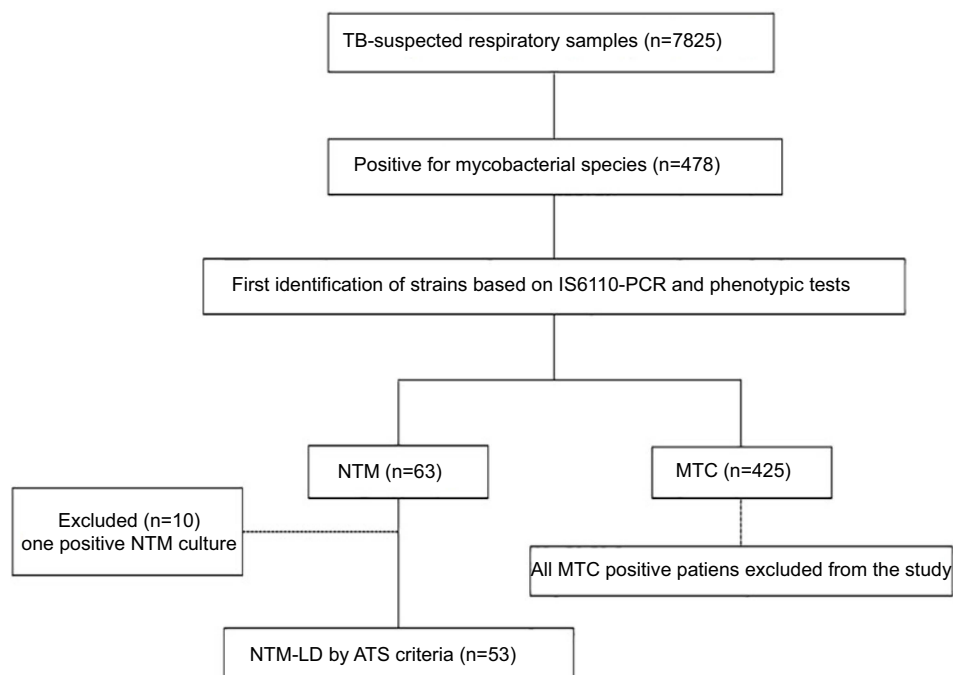 TB-suspected respiratory samples (n=7825)
Positive for mycobacterial species (n=478)
First identification of strains based on IS6110-PCR and phenotypic tests
NTM (n=63)
MTC (n=425)
Excluded (n=10)
one positive NTM culture
All MTC positive patiens excluded from the study
NTM-LD by ATS criteria (n=53)